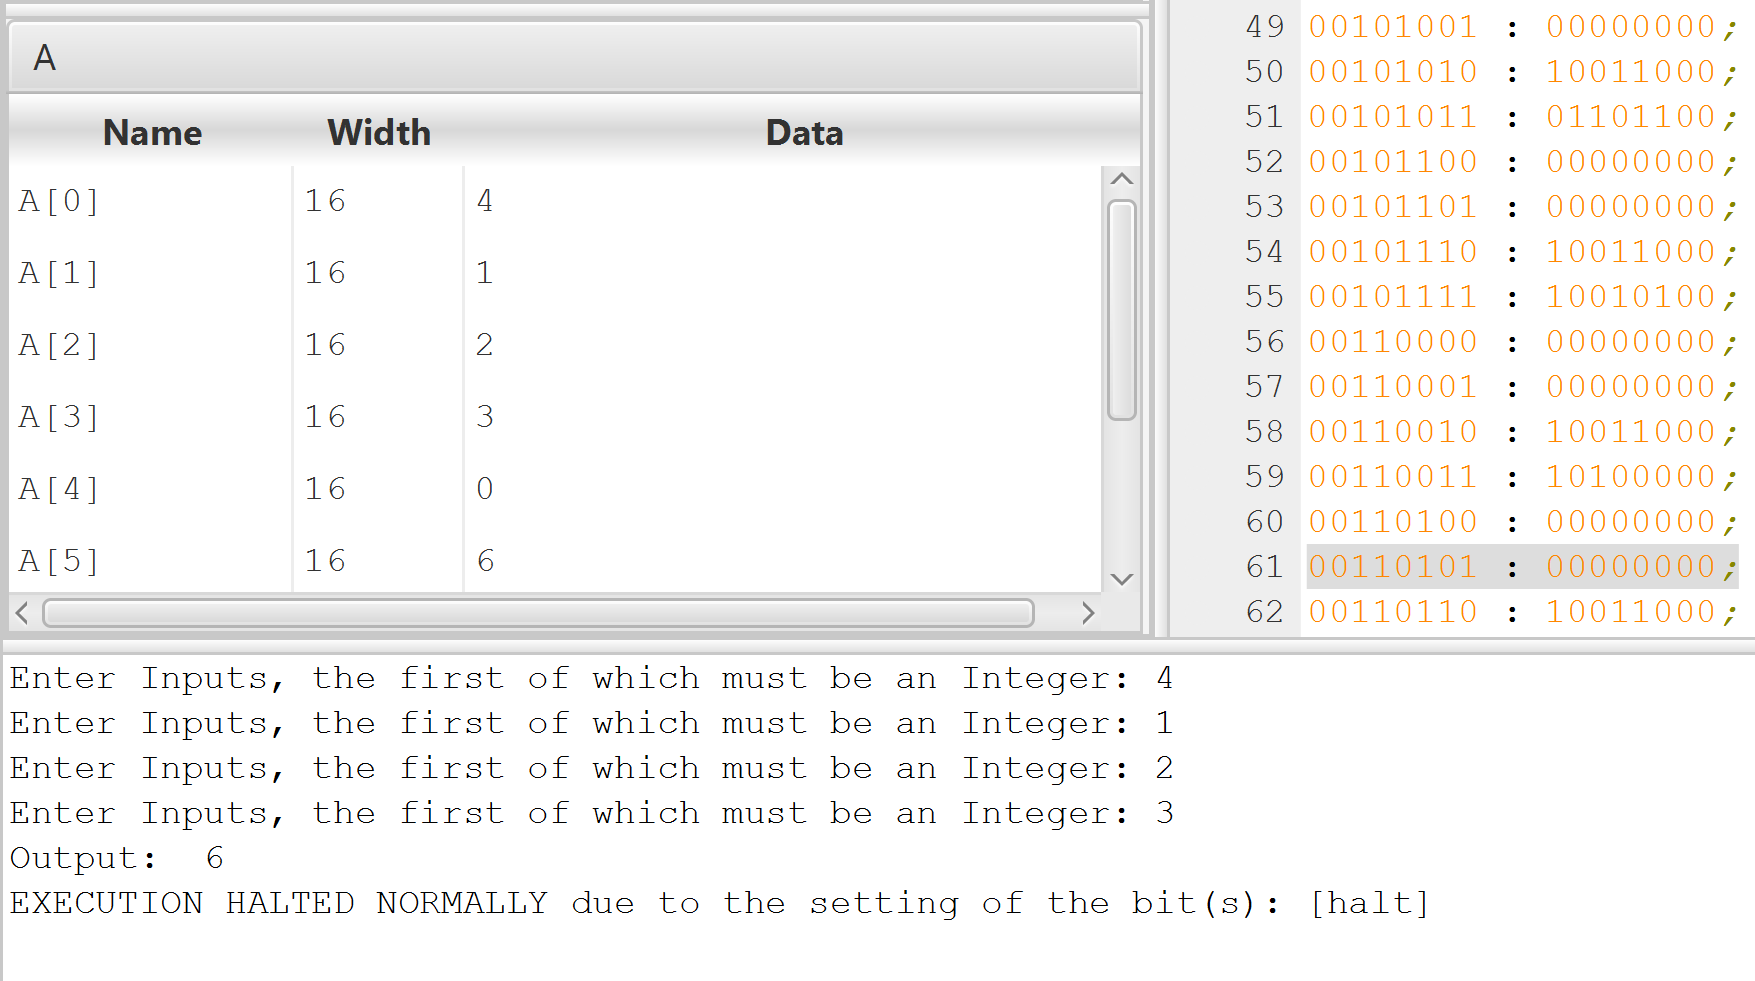 A
Name Width Data
A[0] 16 4
A[1] 16 1
A[2] 16 2
A[3] 16 3
A[4] 16 0
A[5] 16 6
49 00101001 : 00000000;
50 00101010 : 10011000;
51 00101011 : 01101100;
52 00101100 : 00000000;
53 00101101 : 00000000;
54 00101110 : 10011000;
55 00101111 : 10010100;
56 00110000 : 00000000;
57 00110001 : 00000000;
58 00110010 : 10011000;
59 00110011 : 10100000;
60 00110100 : 00000000;
61 00110101 : 00000000;
62 00110110 : 10011000;
Enter Inputs, the first of which must be an Integer: 4
Enter Inputs, the first of which must be an Integer: 1
Enter Inputs, the first of which must be an Integer: 2
Enter Inputs, the first of which must be an Integer: 3
Output:  6
EXECUTION HALTED NORMALLY due to the setting of the bit(s): [halt]